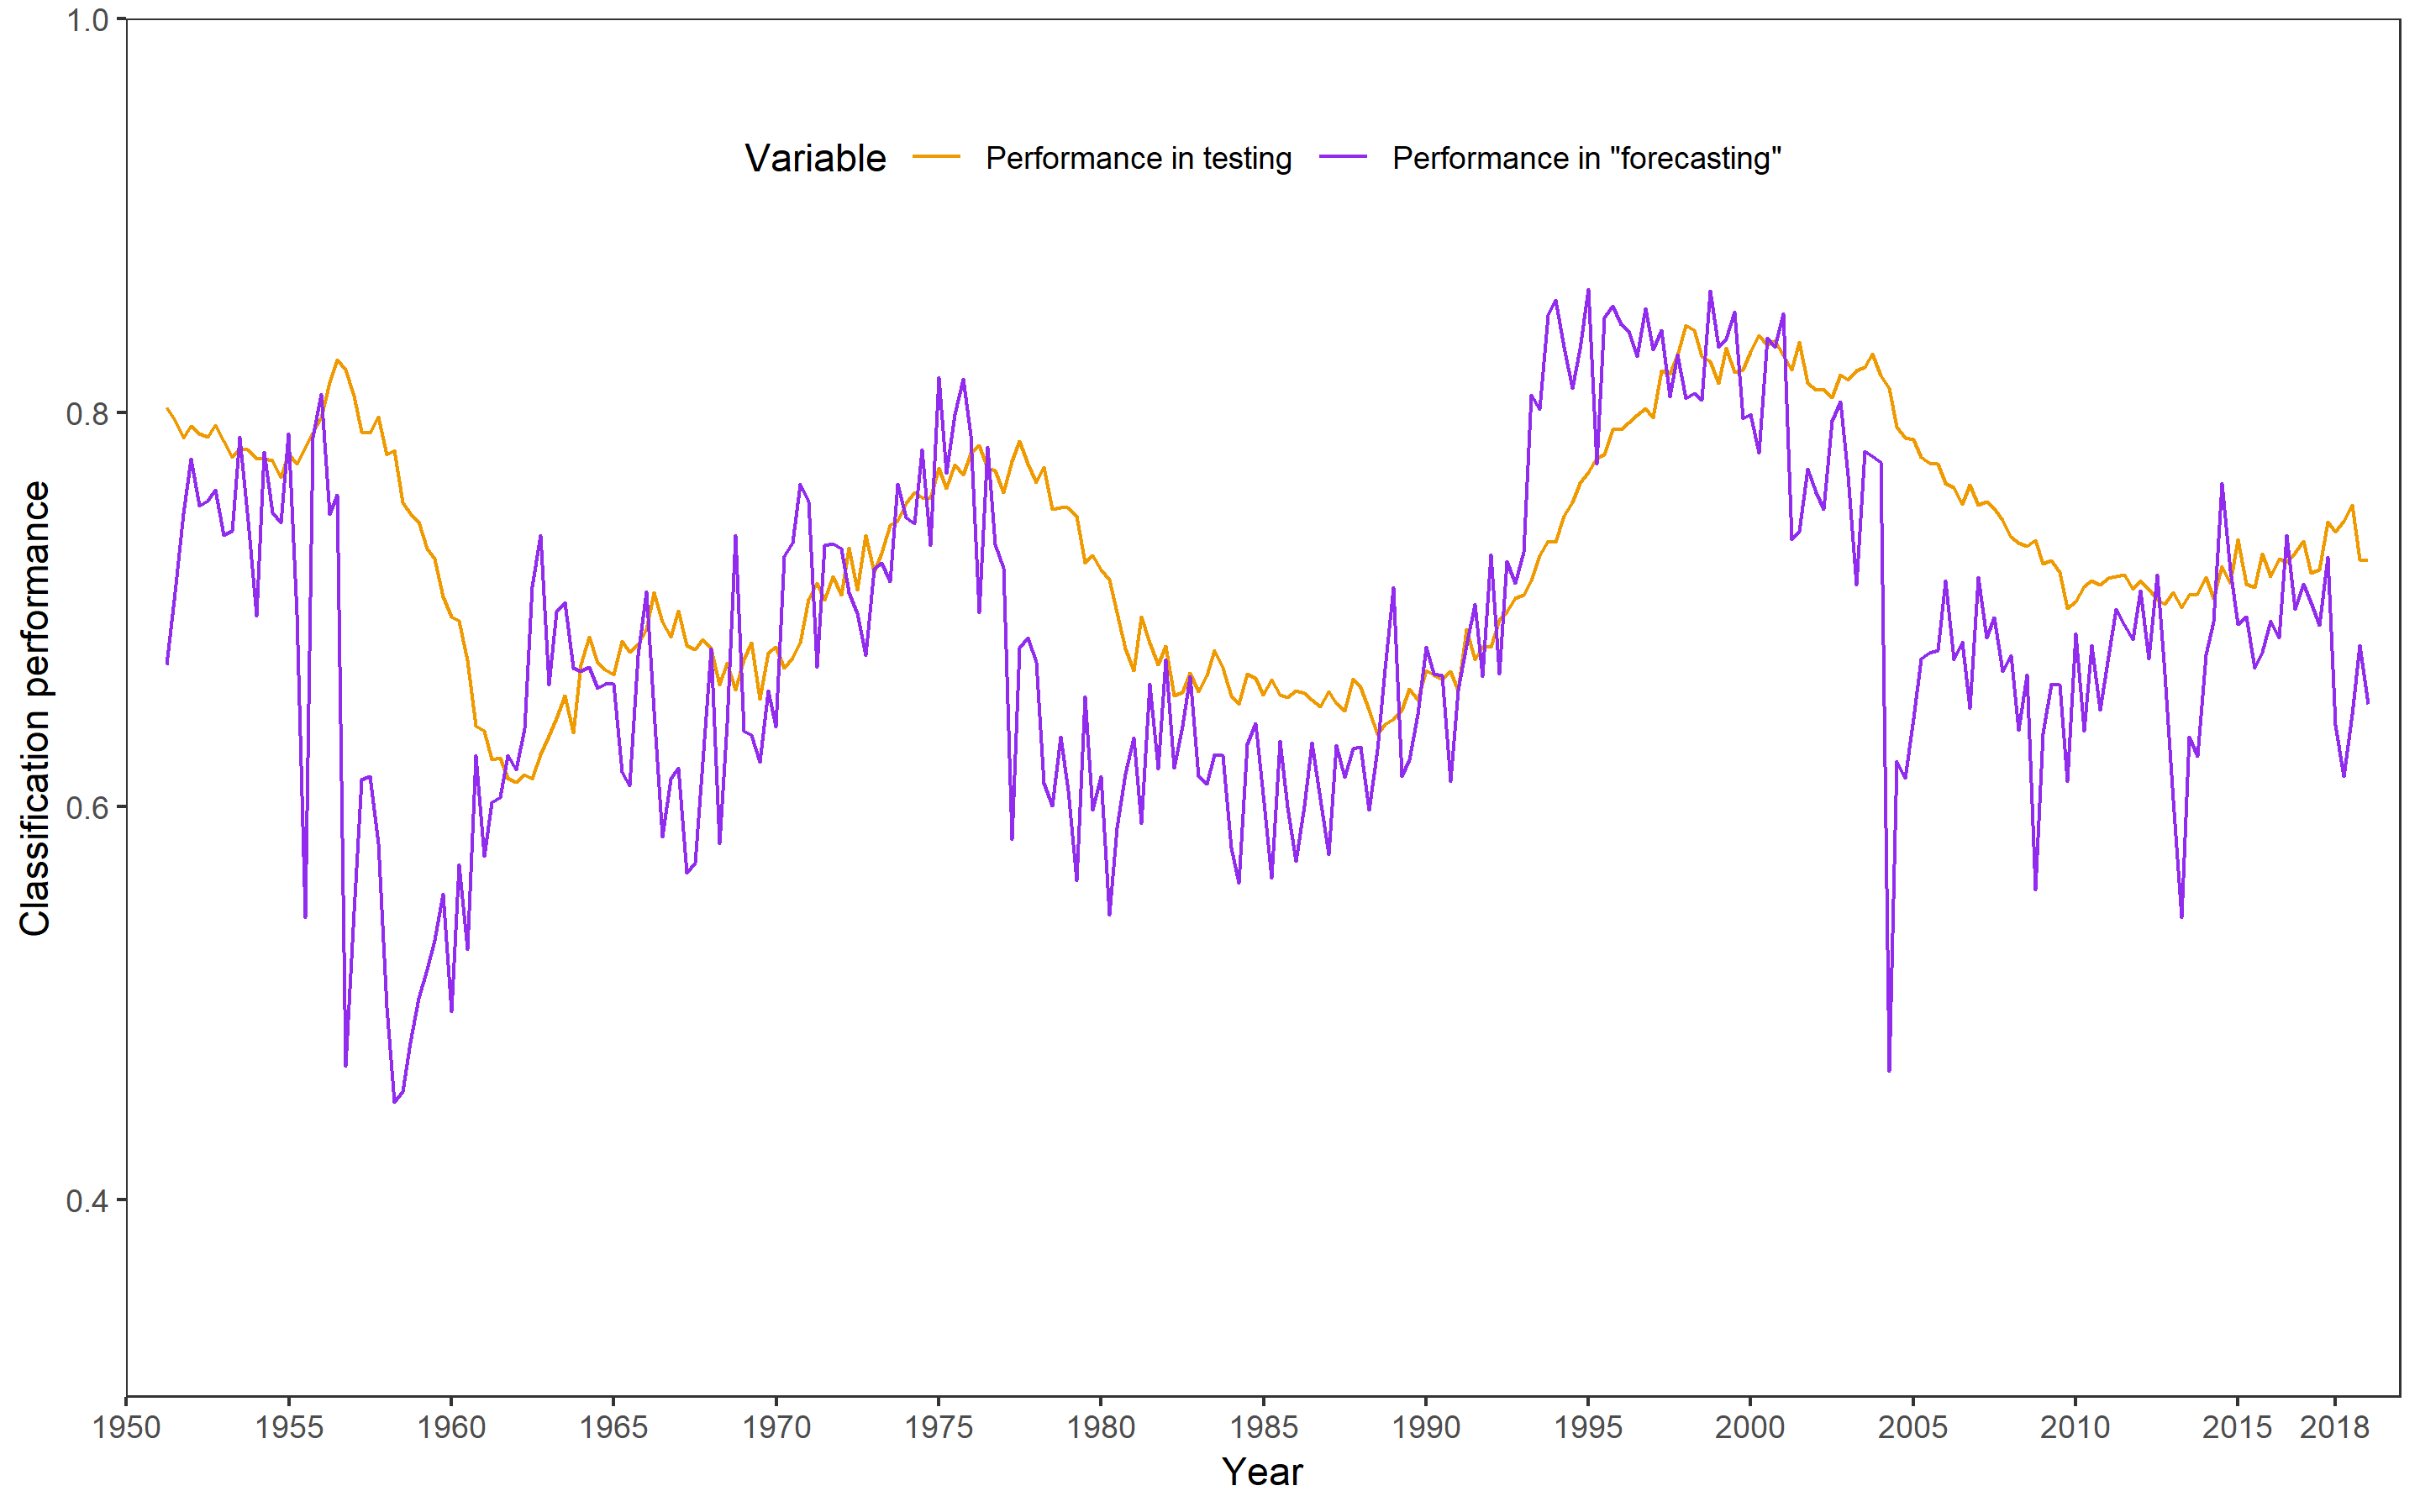 Variable Performance in testing Performance in "forecasting"
Classification performance
1.0
0.8
0.6
0.4
1950 1955 1960 1965 1970 1975 1980 1985 1990 1995 2000 2005 2010 2015 2018
Year